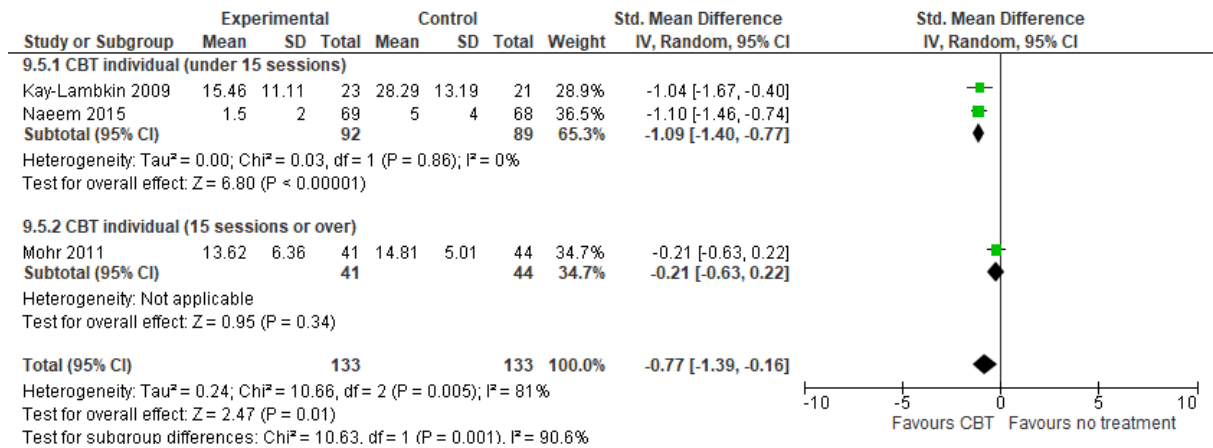 Experimental Control Std. Mean Difference Std. Mean Difference
Study or Subgroup Mean SD Total Mean SD Total Weight IV, Random, 95% CI IV, Random, 95% CI
9.5.1 CBT individual (under 15 sessions)
Kay-Lambkin 2009 15.46 11.11 23 28.29 13.19 21 28.9% -1.04 [-1.67, -0.40]
Naeem 2015 1.5 2 69 5 4 68 36.5% -1.10 [-1.46, -0.74]
Subtotal (95% CI) 92 89 65.3% -1.09 [-1.40, -0.77]
Heterogeneity: Tau² = 0.00; Chi² = 0.03, df = 1 (P = 0.86); I² = 0%
Test for overall effect: Z = 6.80 (P < 0.00001)
9.5.2 CBT individual (15 sessions or over)
Mohr 2011 13.62 6.36 41 14.81 5.01 44 34.7% -0.21 [-0.63, 0.22]
Subtotal (95% CI) 41 44 34.7% -0.21 [-0.63, 0.22]
Heterogeneity: Not applicable
Test for overall effect: Z = 0.95 (P = 0.34)
Total (95% CI) 133 133 100.0% -0.77 [-1.39, -0.16]
Heterogeneity: Tau² = 0.24; Chi² = 10.66, df = 2 (P = 0.005); I² = 81%
Test for overall effect: Z = 2.47 (P = 0.01)
Test for subgroup differences: Chi² = 10.63, df = 1 (P = 0.001), I² = 90.6%
-10 -5 0 5 10
Favours CBT Favours no treatment